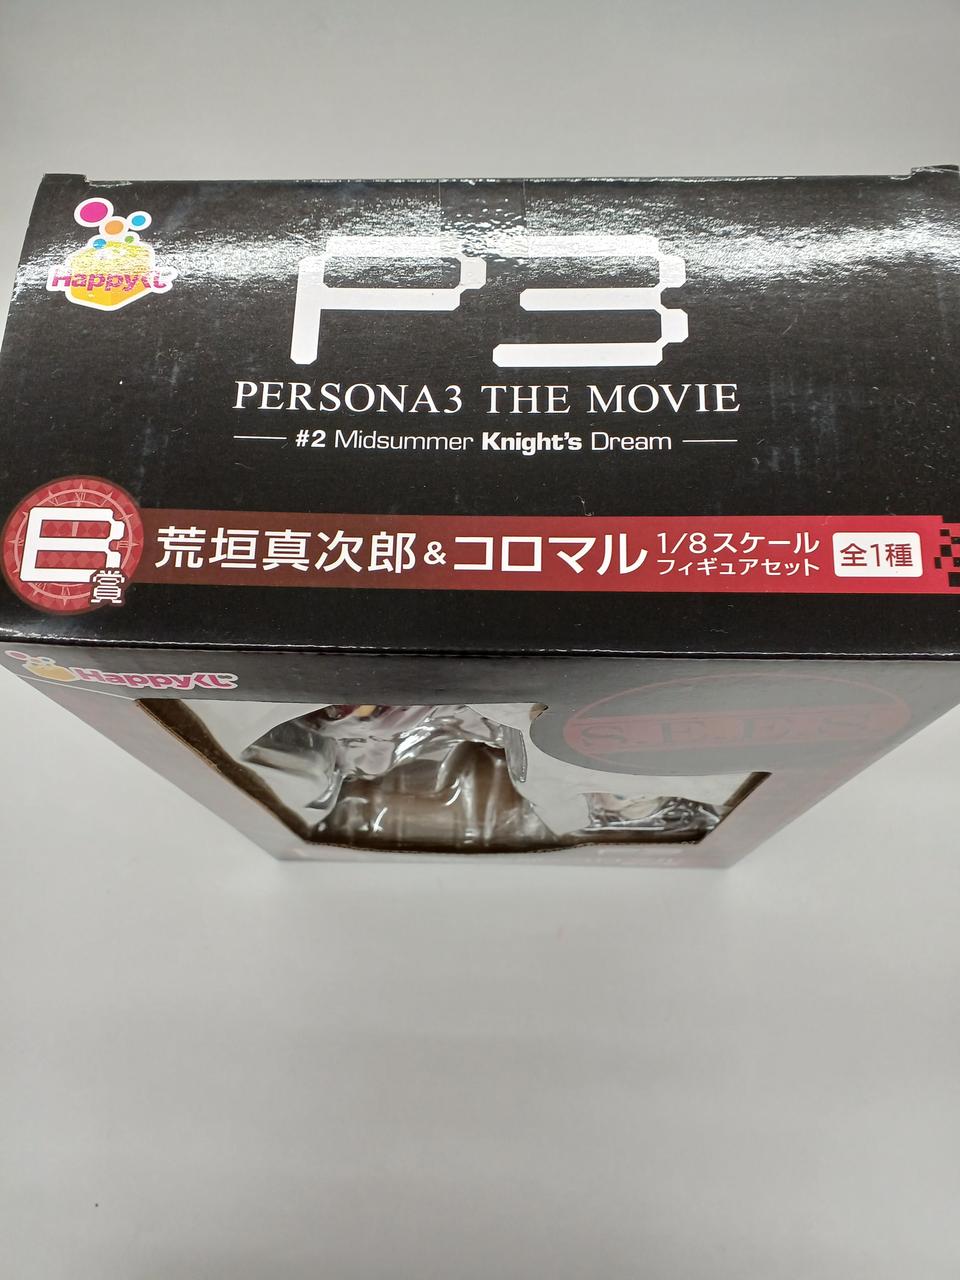 Happyくじ
P3
PERSONA3 THE MOVIE
#2 Midsummer Knight's Dream
B賞
荒垣真次郎&コロマル
1/8スケール
フィギュアセット
全1種
Happyくじ
S.E.E.S